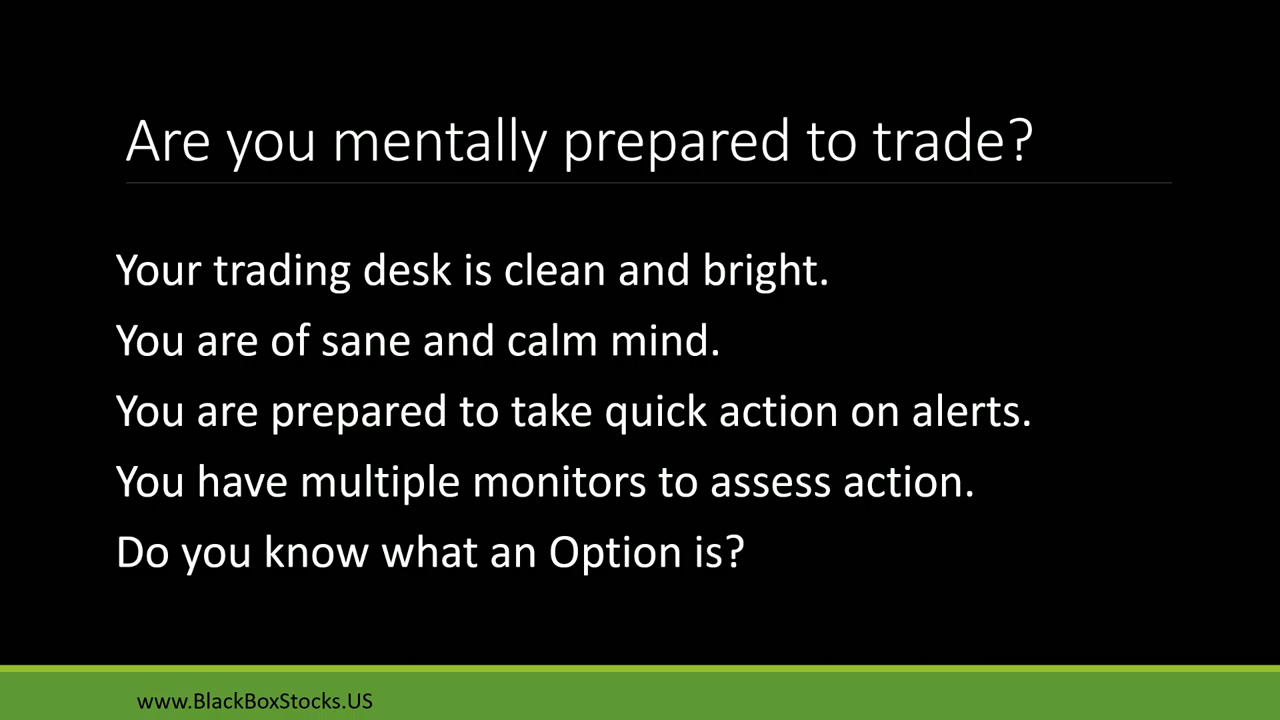 Are you mentally prepared to trade?
Your trading desk is clean and bright.
You are of sane and calm mind.
You are prepared to take quick action on alerts.
You have multiple monitors to assess action.
Do you know what an Option is?
www.BlackBoxStocks.US